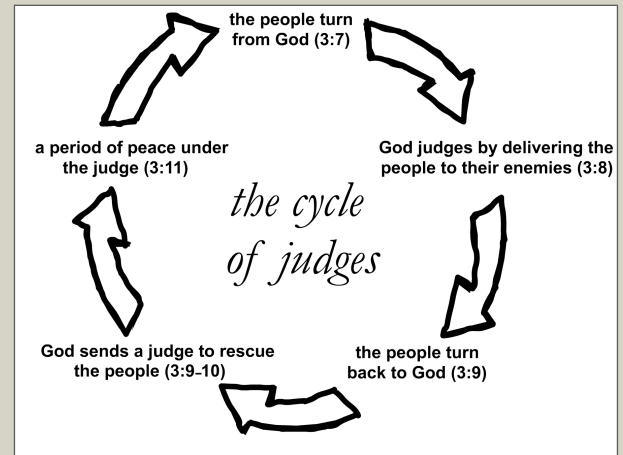 the people turn
from God (3:7)
God judges by delivering the
people to their enemies (3:8)
the people turn
back to God (3:9)
God sends a judge to rescue
the people (3:9-10)
a period of peace under
the judge (3:11)
the cycle
of judges